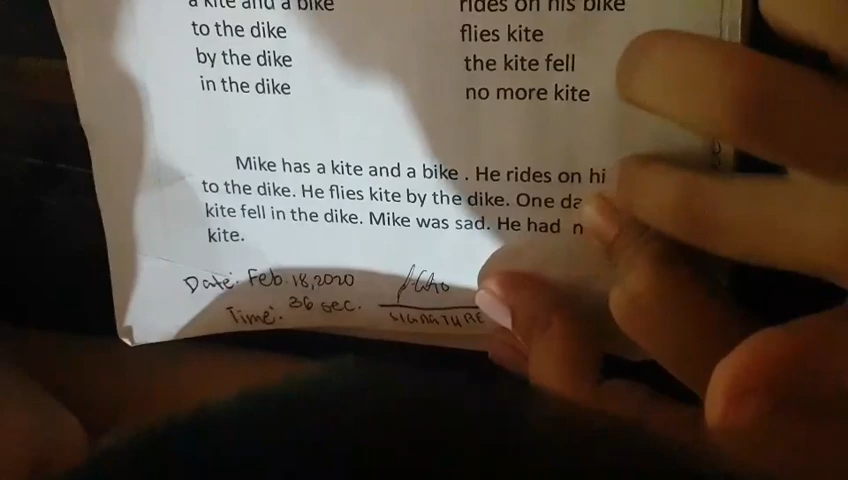 a kite and a bike
to the dike
by the dike
in the dike
rides on his bike
flies kite
the kite fell
no more kite
Mike has a kite and a bike . He rides on hi
to the dike. He flies kite by the dike. One da
kite fell in the dike. Mike was sad. He had n
kite.
Date: Feb. 18, 2020
Time: 36 sec.
SIGNATURE